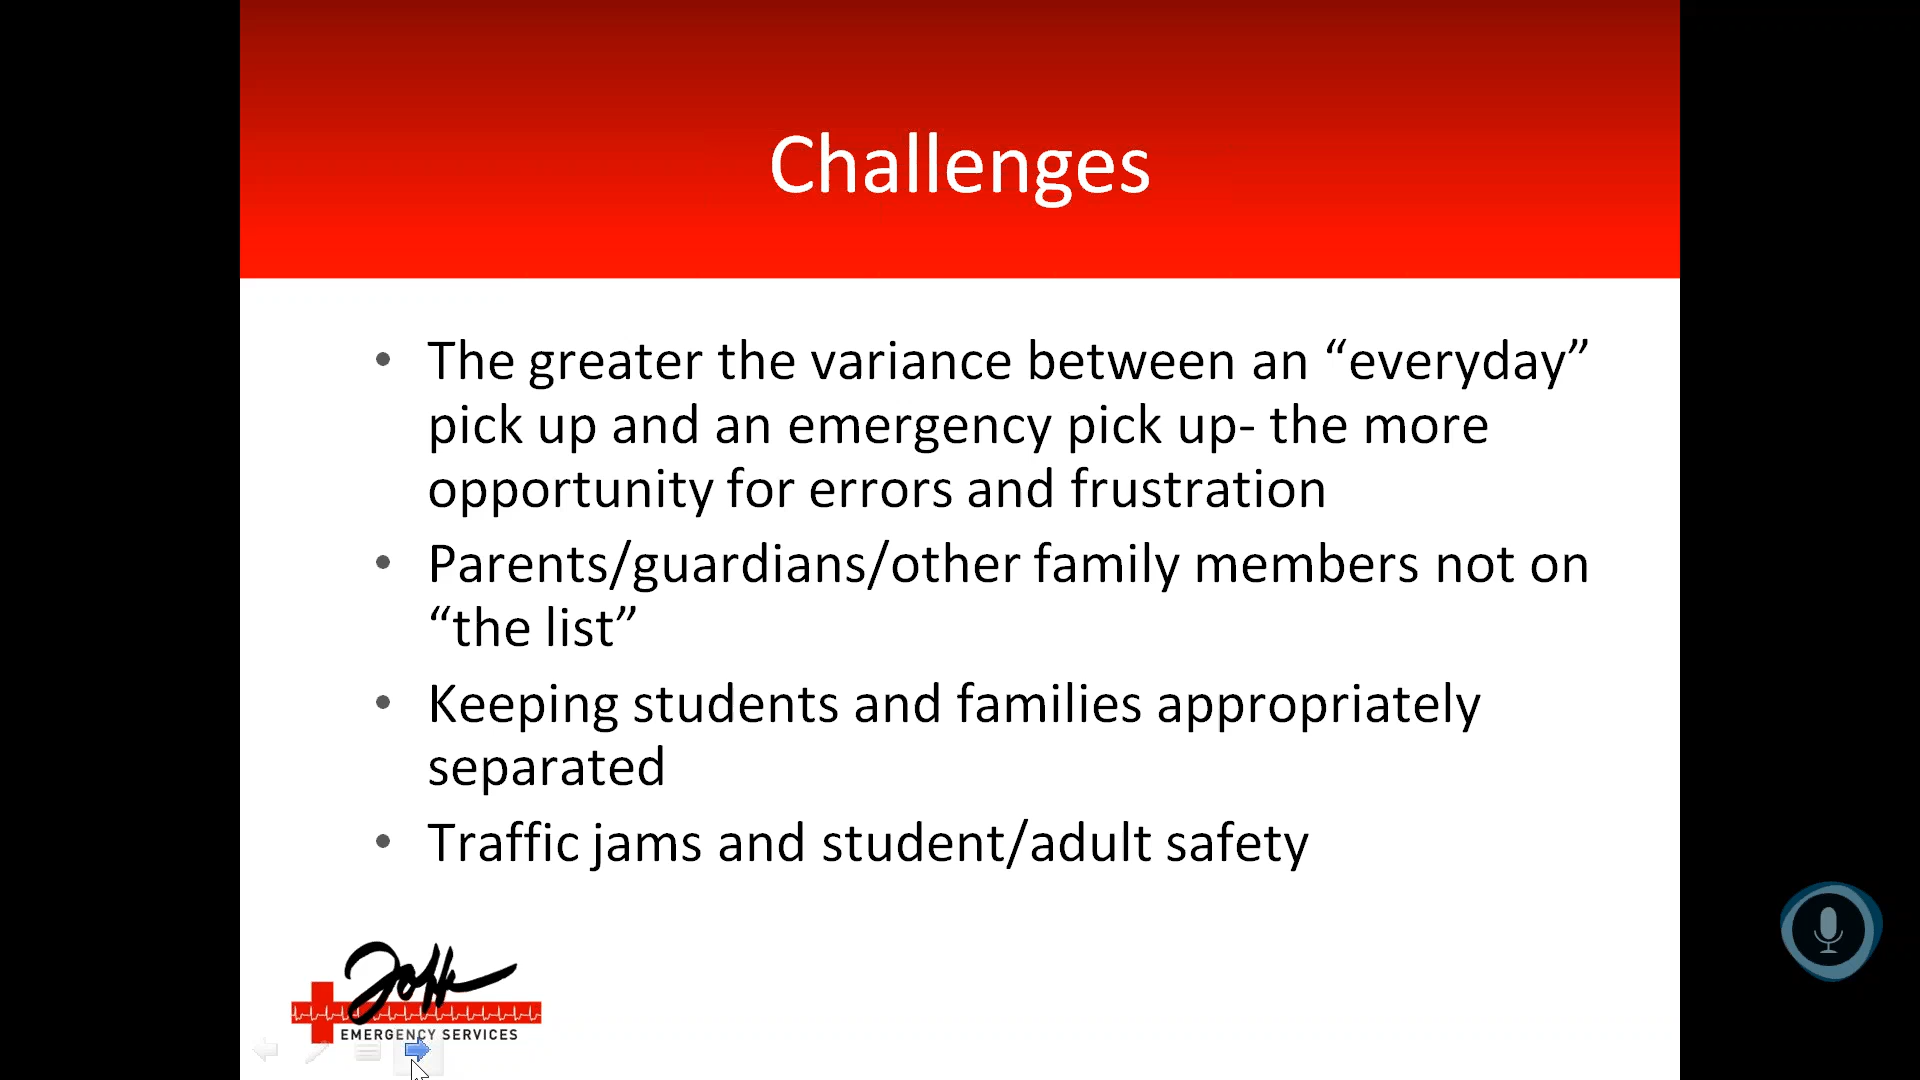 Challenges
• The greater the variance between an “everyday”
pick up and an emergency pick up- the more
opportunity for errors and frustration
• Parents/guardians/other family members not on
“the list”
• Keeping students and families appropriately
separated
• Traffic jams and student/adult safety
Joffe
EMERGENCY SERVICES